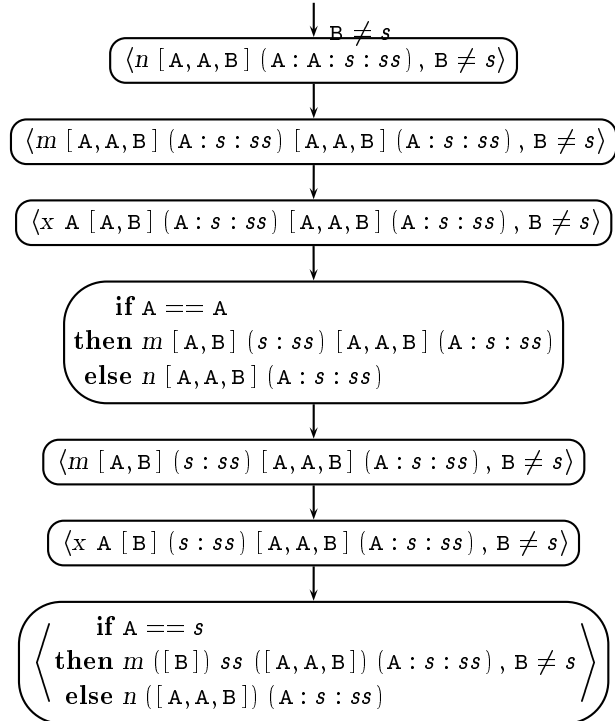 B ≠ s
⟨n [A,A,B] (A:A:s:ss), B ≠ s⟩
⟨m [A,A,B] (A:s:ss) [A,A,B] (A:s:ss), B ≠ s⟩
⟨x A [A,B] (A:s:ss) [A,A,B] (A:s:ss), B ≠ s⟩
if A == A
then m [A,B] (s:ss) [A,A,B] (A:s:ss)
else n [A,A,B] (A:s:ss)
⟨m [A,B] (s:ss) [A,A,B] (A:s:ss), B ≠ s⟩
⟨x A [B] (s:ss) [A,A,B] (A:s:ss), B ≠ s⟩
⟨ if A == s
then m ([B]) ss ([A,A,B]) (A:s:ss), B ≠ s ⟩
else n ([A,A,B]) (A:s:ss)